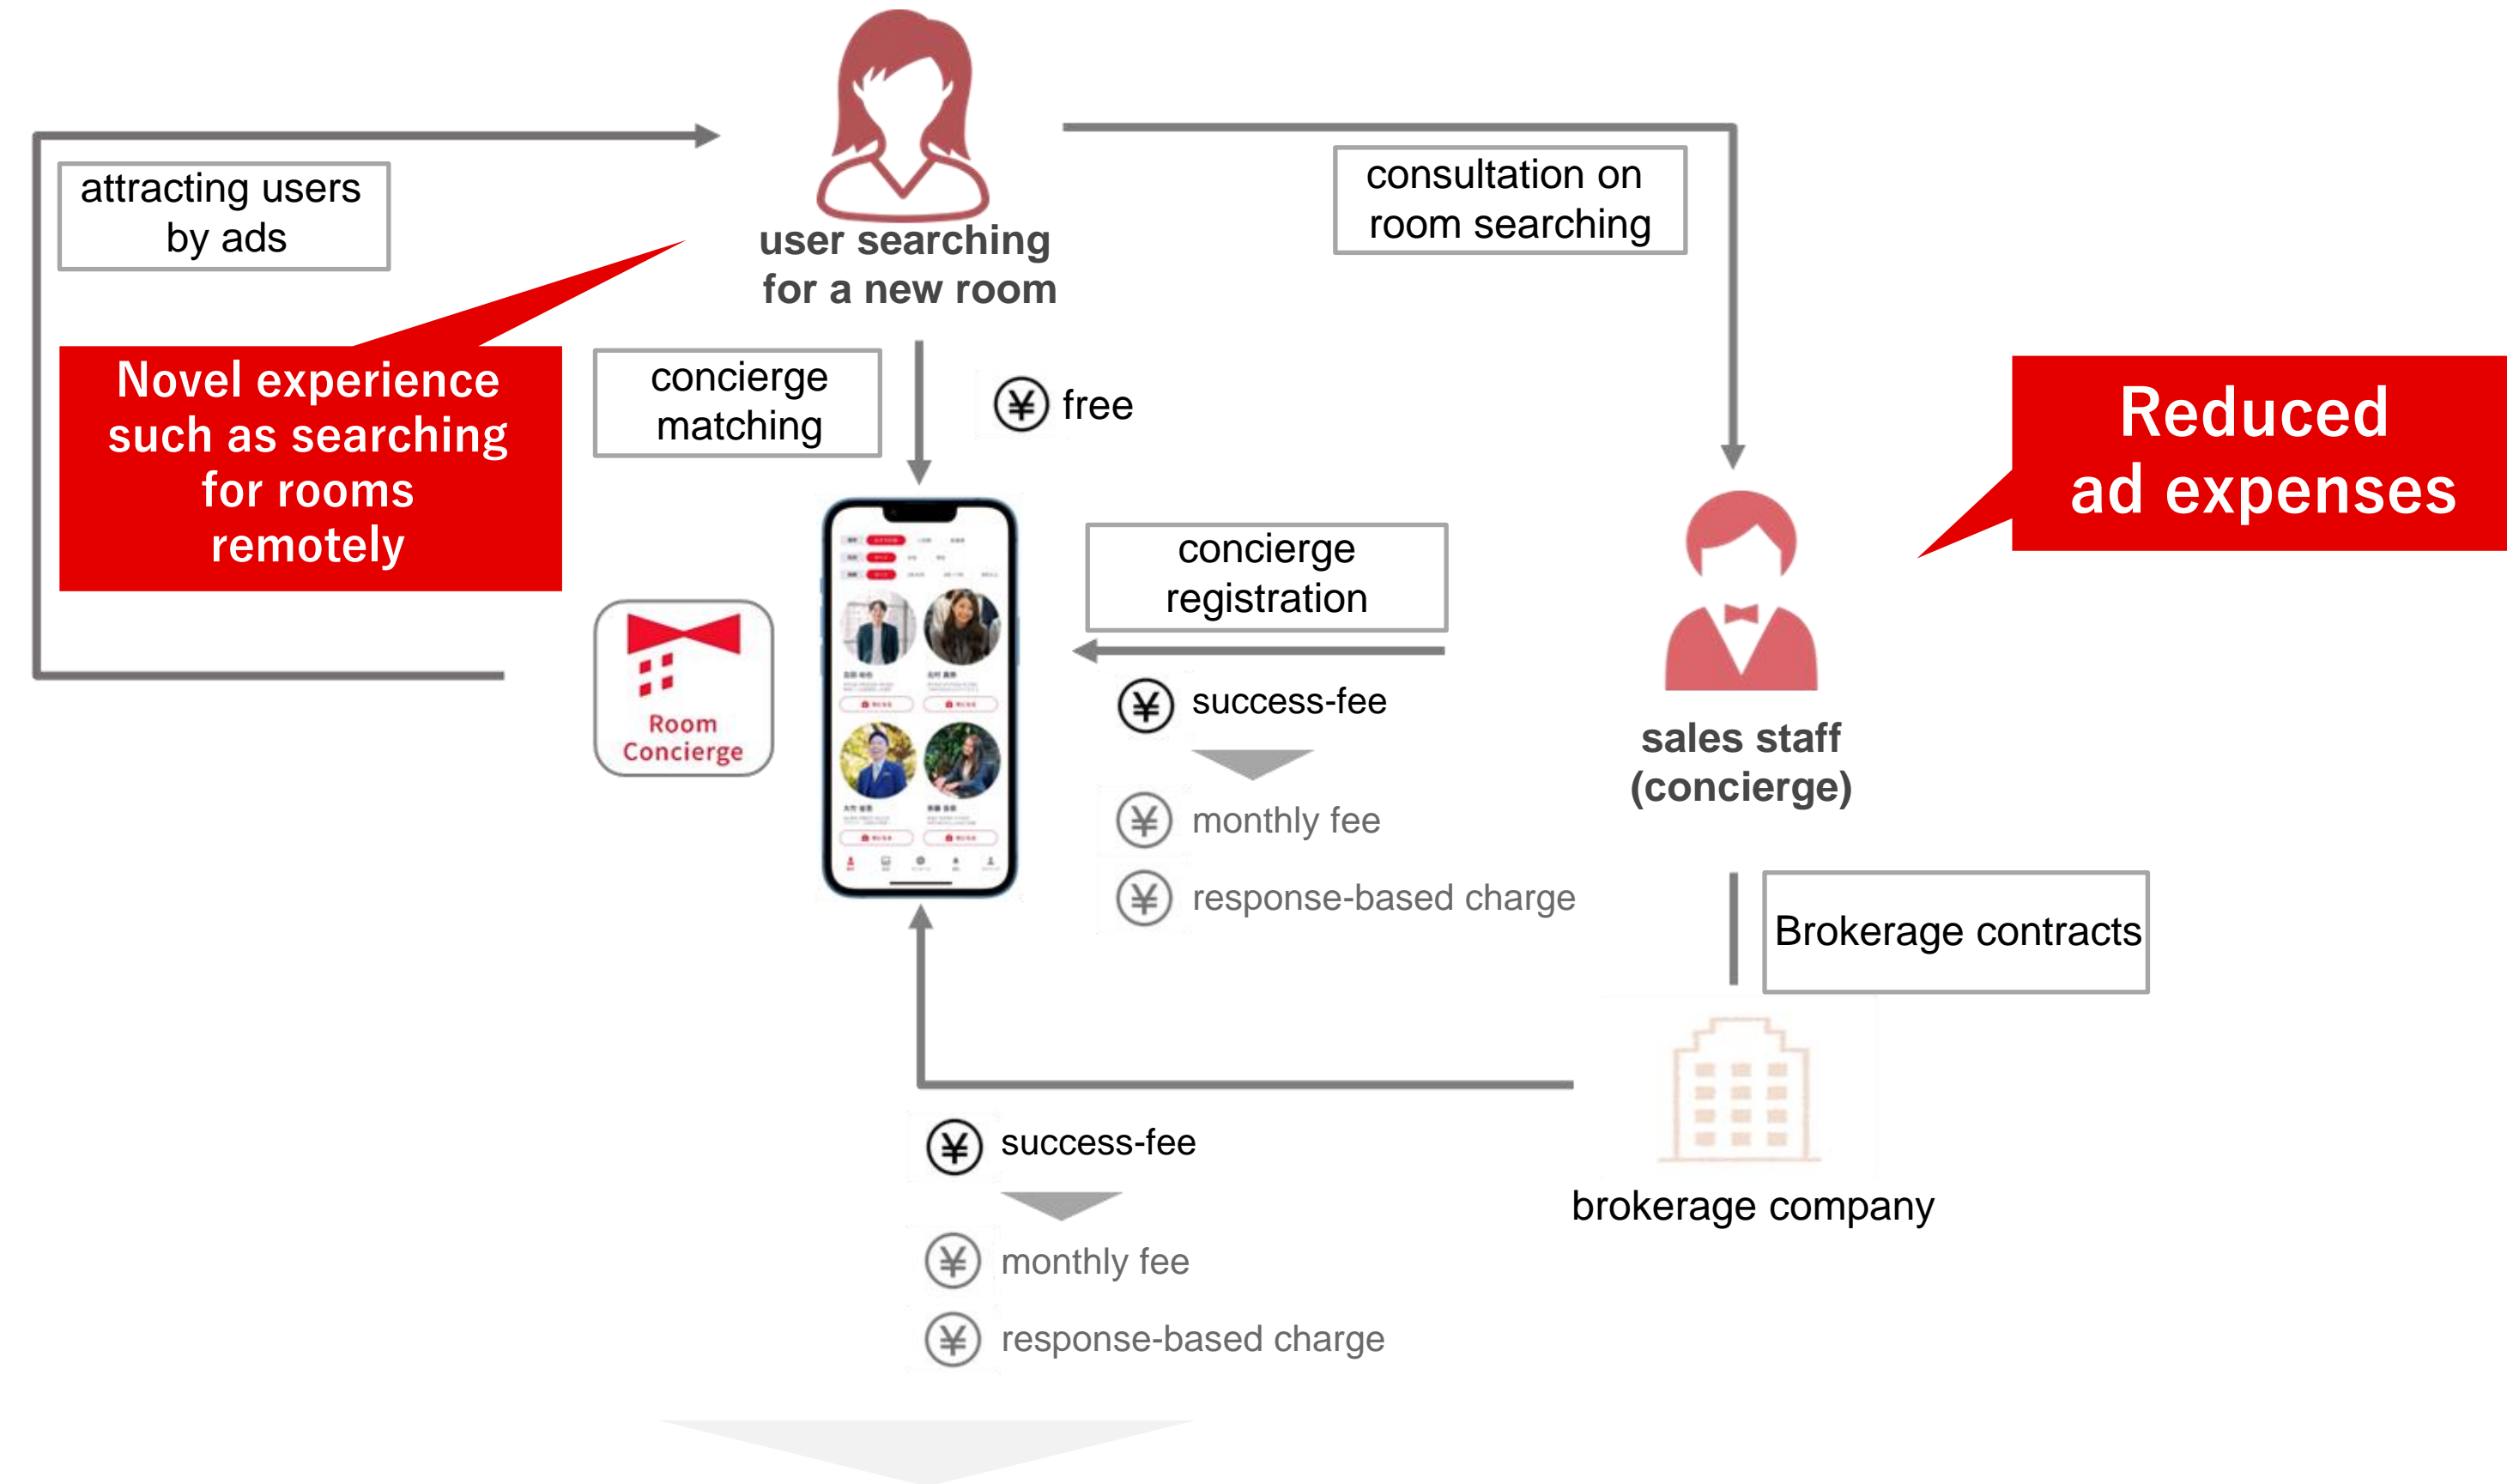 attracting users
by ads
user searching
for a new room
consultation on
room searching
Novel experience
such as searching
for rooms
remotely
concierge
matching
¥ free
Reduced
ad expenses
concierge
registration
Room
Concierge
¥ success-fee
¥ monthly fee
¥ response-based charge
sales staff
(concierge)
Brokerage contracts
brokerage company
¥ success-fee
¥ monthly fee
¥ response-based charge